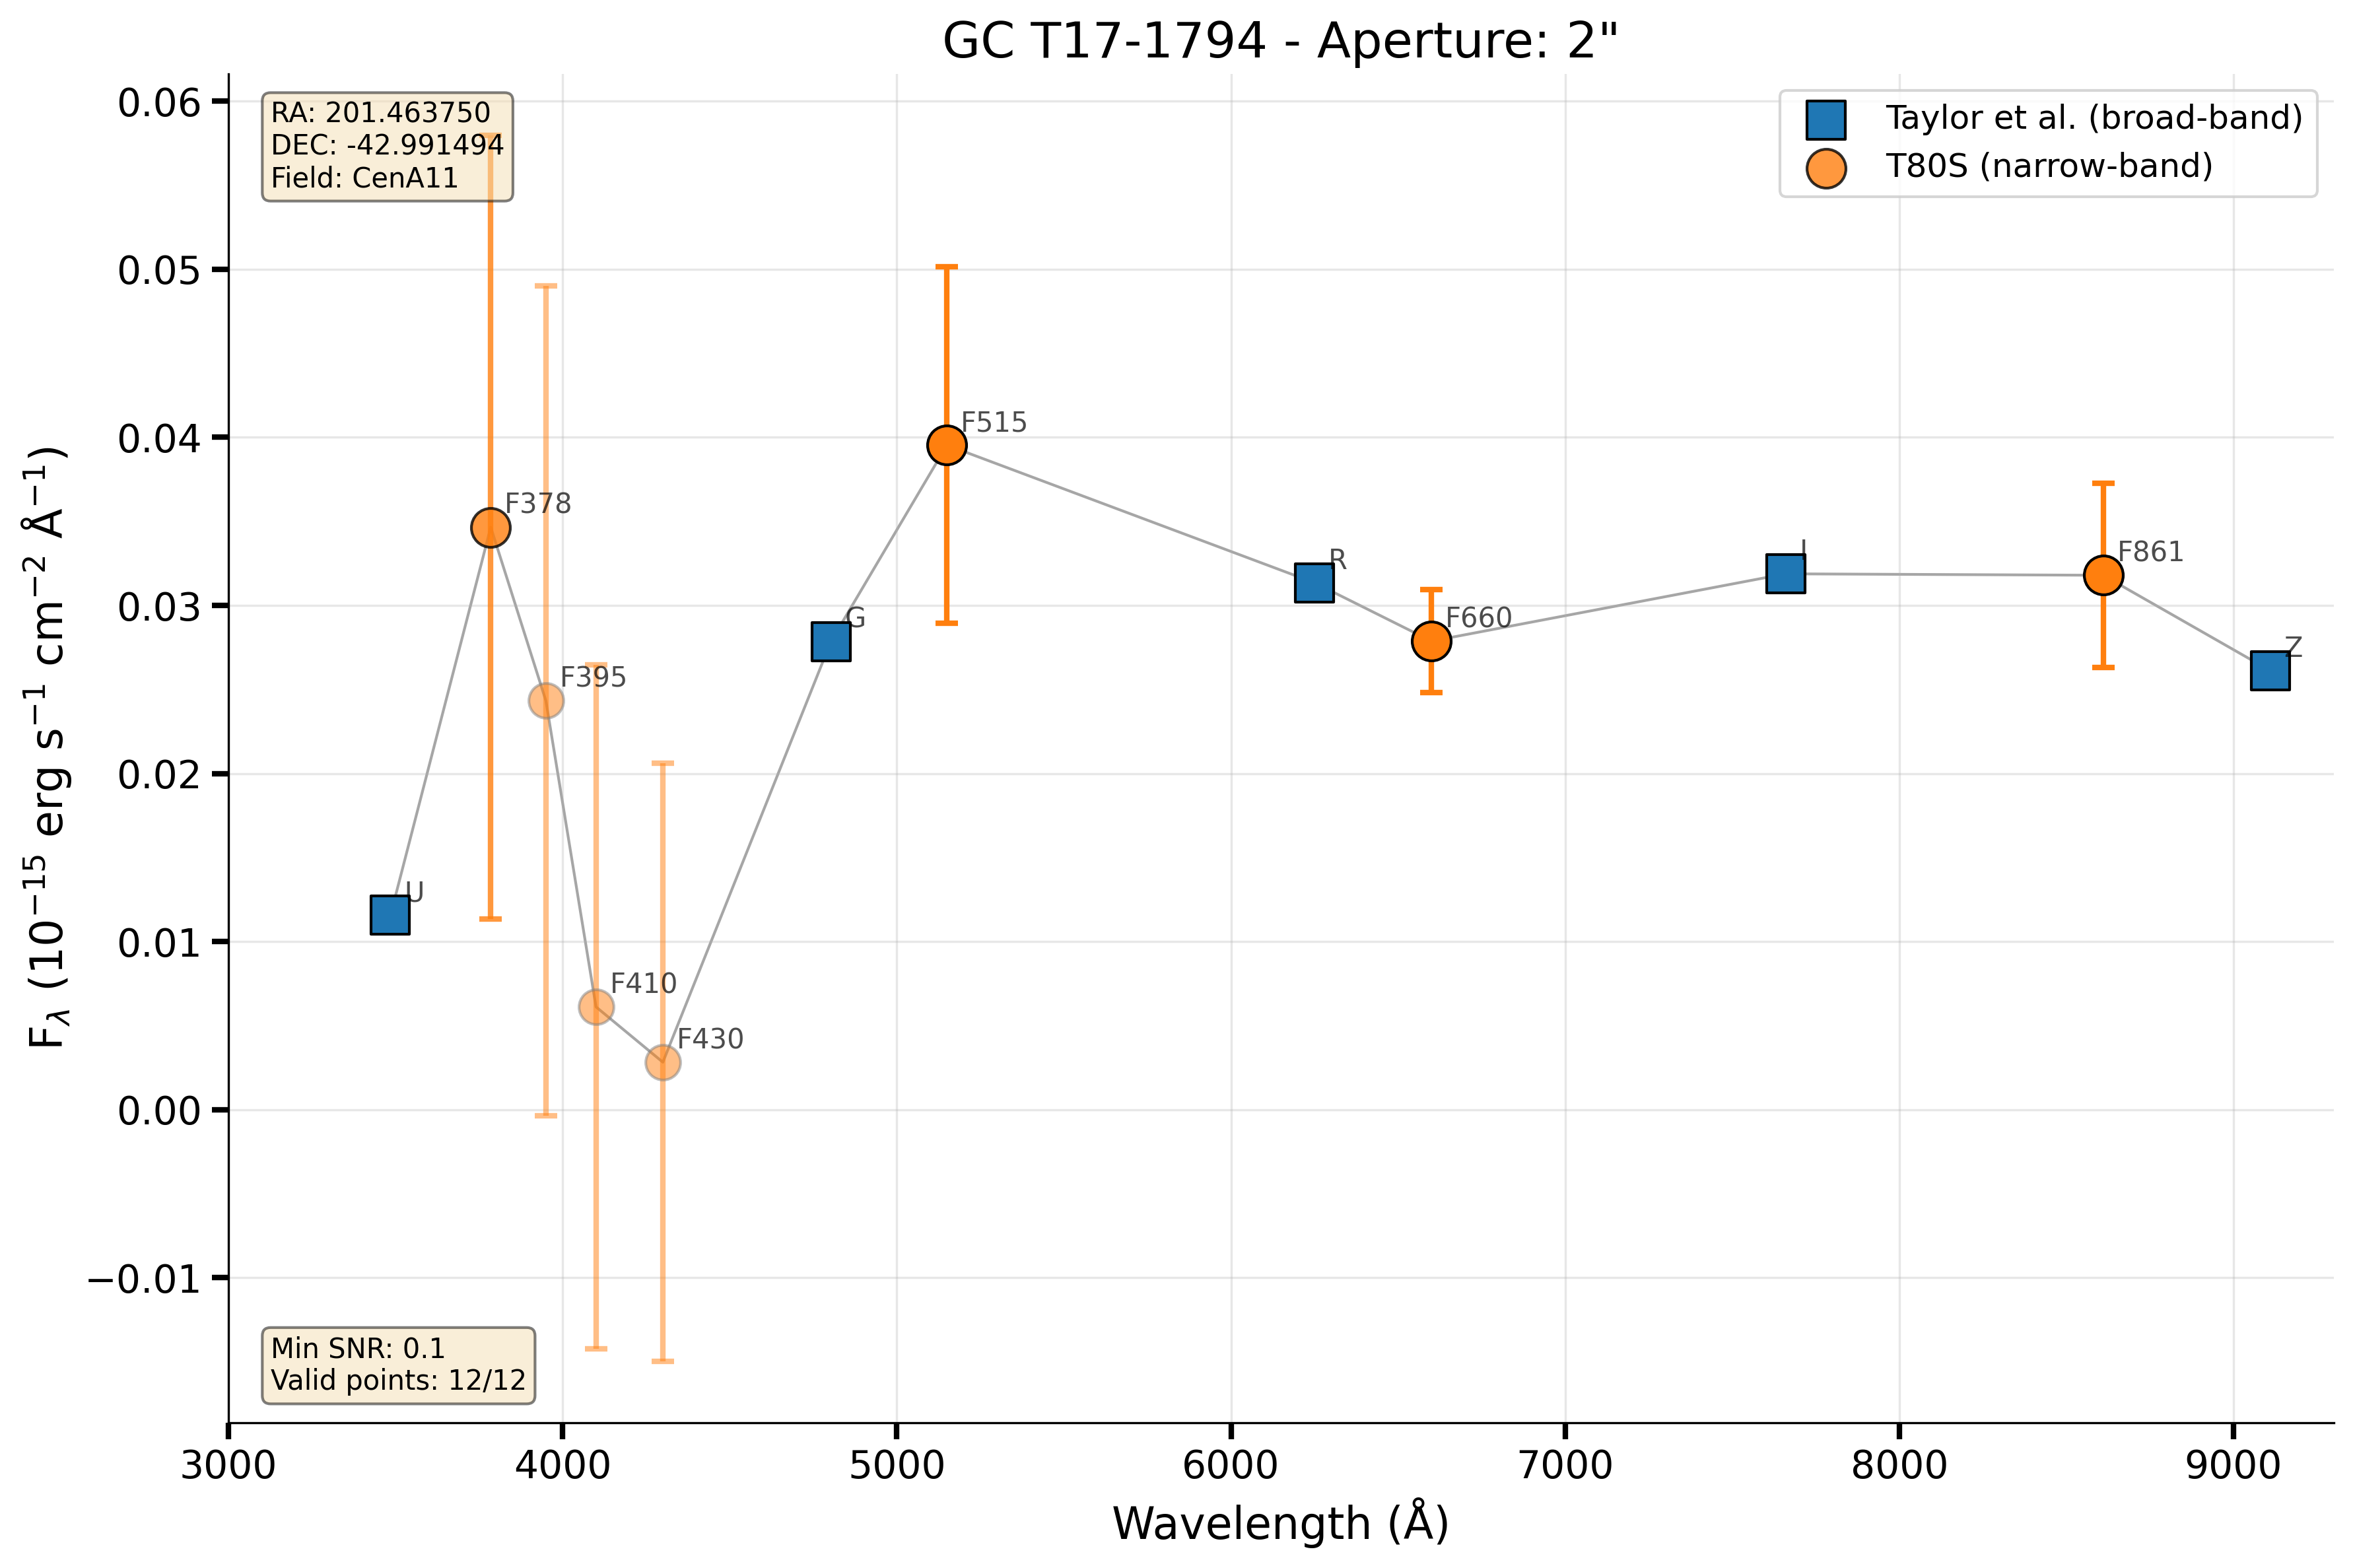 GC T17-1794 - Aperture: 2"
RA: 201.463750
DEC: -42.991494
Field: CenA11
Taylor et al. (broad-band)
T80S (narrow-band)
F_λ (10⁻¹⁵ erg s⁻¹ cm⁻² Å⁻¹)
0.06
0.05
0.04
0.03
0.02
0.01
0.00
−0.01
U
F378
F395
F410
F430
G
F515
R
F660
I
F861
Z
Min SNR: 0.1
Valid points: 12/12
3000 4000 5000 6000 7000 8000 9000
Wavelength (Å)